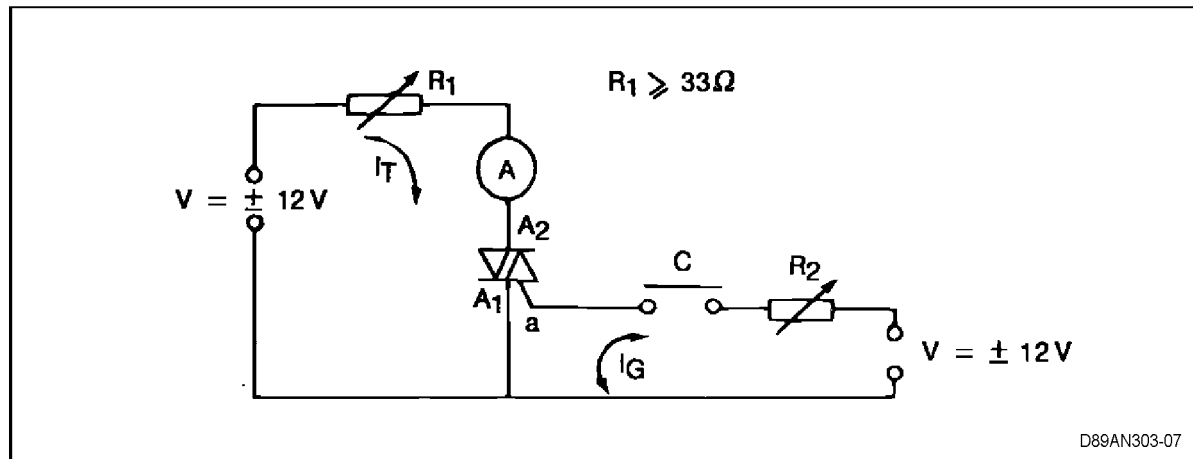 R1
R1 ⩾ 33Ω
IT
A
V = ± 12V
A2
A1
a
C
R2
IG
V = ± 12V
D89AN303-07